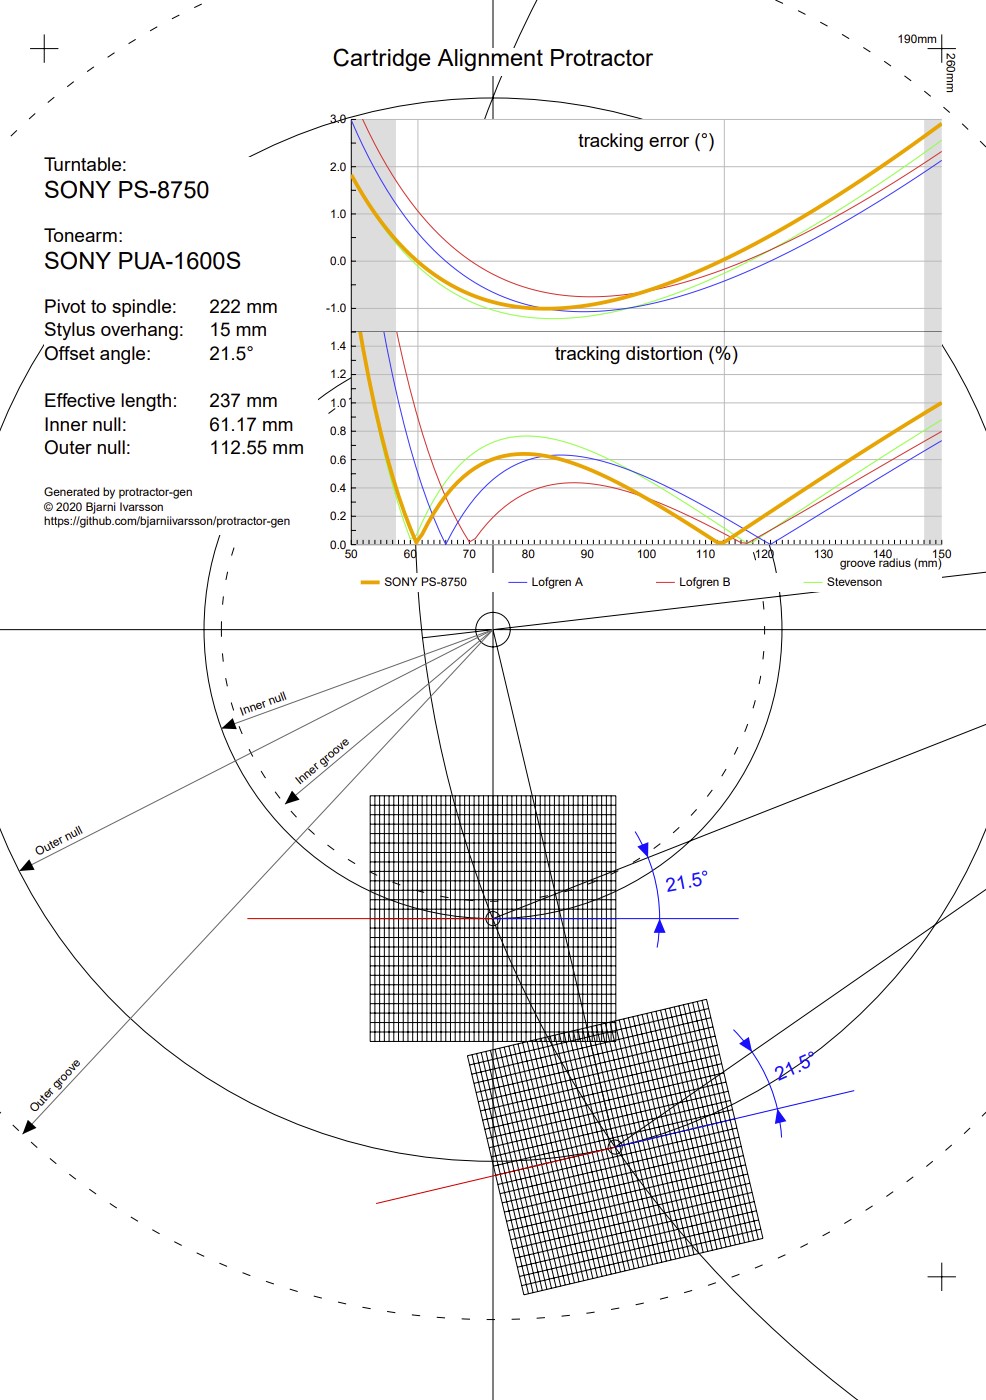 190mm
260mm
Cartridge Alignment Protractor
Turntable:
SONY PS-8750
Tonearm:
SONY PUA-1600S
Pivot to spindle: 222 mm
Stylus overhang: 15 mm
Offset angle: 21.5°
Effective length: 237 mm
Inner null: 61.17 mm
Outer null: 112.55 mm
Generated by protractor-gen
© 2020 Bjarni Ivarsson
https://github.com/bjarniivarsson/protractor-gen
tracking error (°)
3.0
2.0
1.0
0.0
-1.0
tracking distortion (%)
1.4
1.2
1.0
0.8
0.6
0.4
0.2
0.0
50 60 70 80 90 100 110 120 130 140 150
groove radius (mm)
SONY PS-8750 Lofgren A Lofgren B Stevenson
Inner null
Inner groove
Outer null
Outer groove
21.5°
21.5°